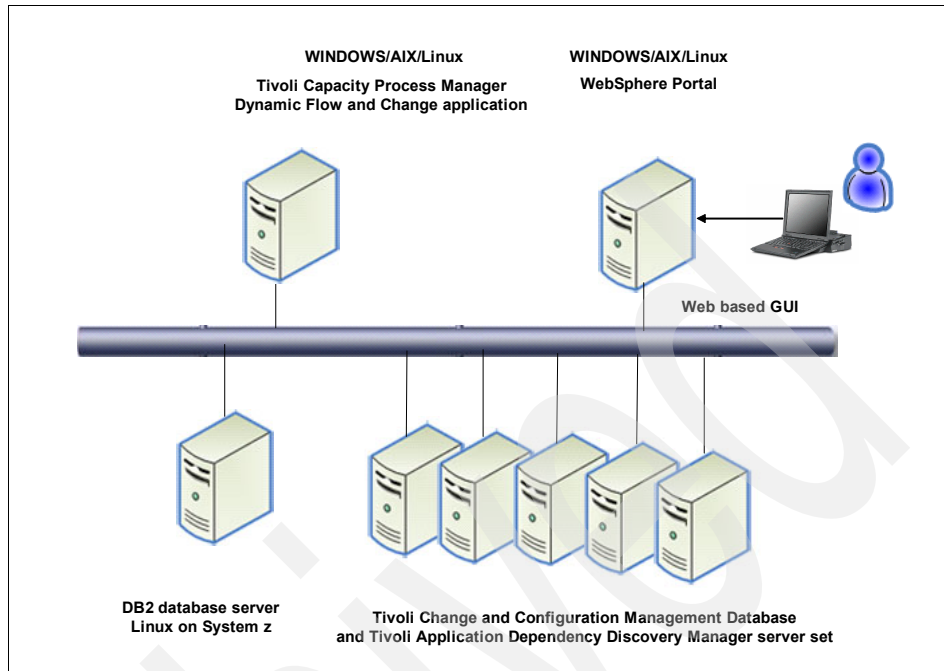 WINDOWS/AIX/Linux
Tivoli Capacity Process Manager
Dynamic Flow and Change application
WINDOWS/AIX/Linux
WebSphere Portal
Web based GUI
DB2 database server
Linux on System z
Tivoli Change and Configuration Management Database
and Tivoli Application Dependency Discovery Manager server set